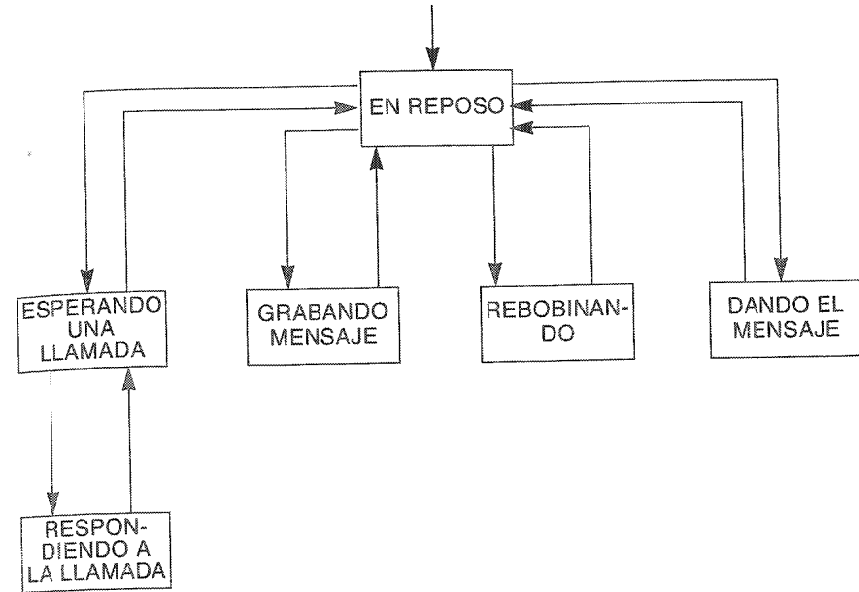 EN REPOSO
ESPERANDO
UNA
LLAMADA
GRABANDO
MENSAJE
REBOBINAN-
DO
DANDO EL
MENSAJE
RESPON-
DIENDO A
LA LLAMADA